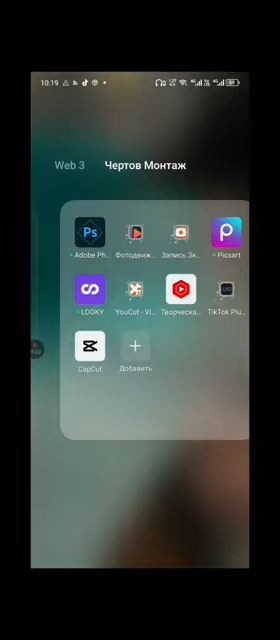 10:19
Web 3 Чертов Монтаж
Ps
Adobe Ph... Фотодвиж... Запись Эк... Picsart
LOOKY YouCut - Vi... Творческа... TikTok Plu...
CapCut Добавить